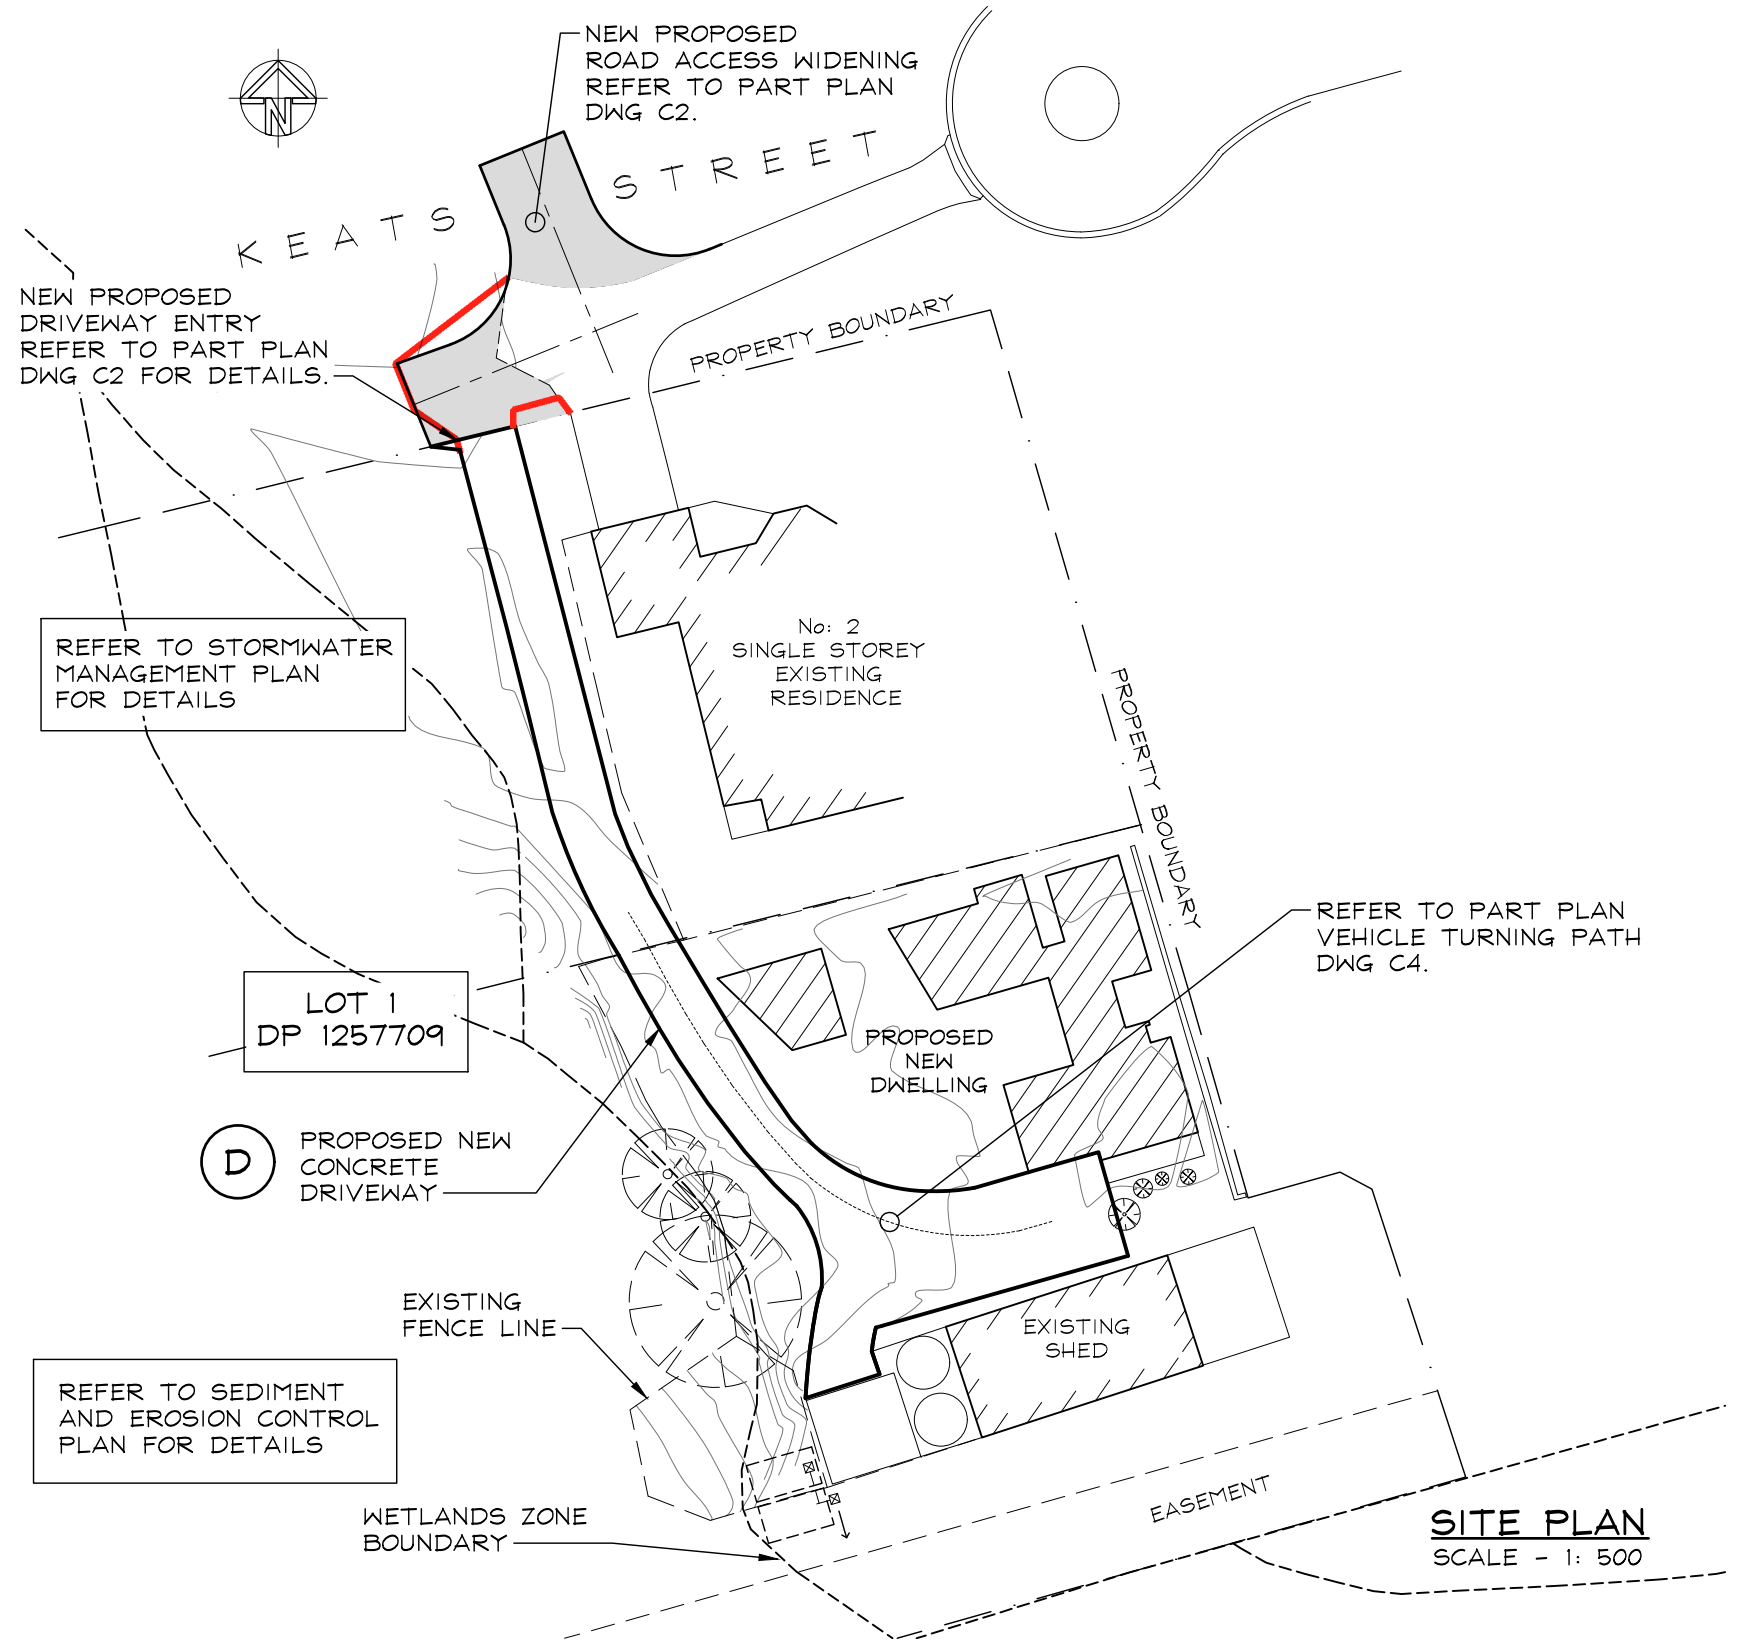 NEW PROPOSED
ROAD ACCESS WIDENING
REFER TO PART PLAN
DWG C2.
N
KEATS STREET
NEW PROPOSED
DRIVEWAY ENTRY
REFER TO PART PLAN
DWG C2 FOR DETAILS.
PROPERTY BOUNDARY
REFER TO STORMWATER
MANAGEMENT PLAN
FOR DETAILS
No: 2
SINGLE STOREY
EXISTING
RESIDENCE
PROPERTY BOUNDARY
REFER TO PART PLAN
VEHICLE TURNING PATH
DWG C4.
LOT 1
DP 1257709
PROPOSED
NEW
DWELLING
D
PROPOSED NEW
CONCRETE
DRIVEWAY
EXISTING
FENCE LINE
EXISTING
SHED
REFER TO SEDIMENT
AND EROSION CONTROL
PLAN FOR DETAILS
WETLANDS ZONE
BOUNDARY
EASEMENT
SITE PLAN
SCALE - 1: 500